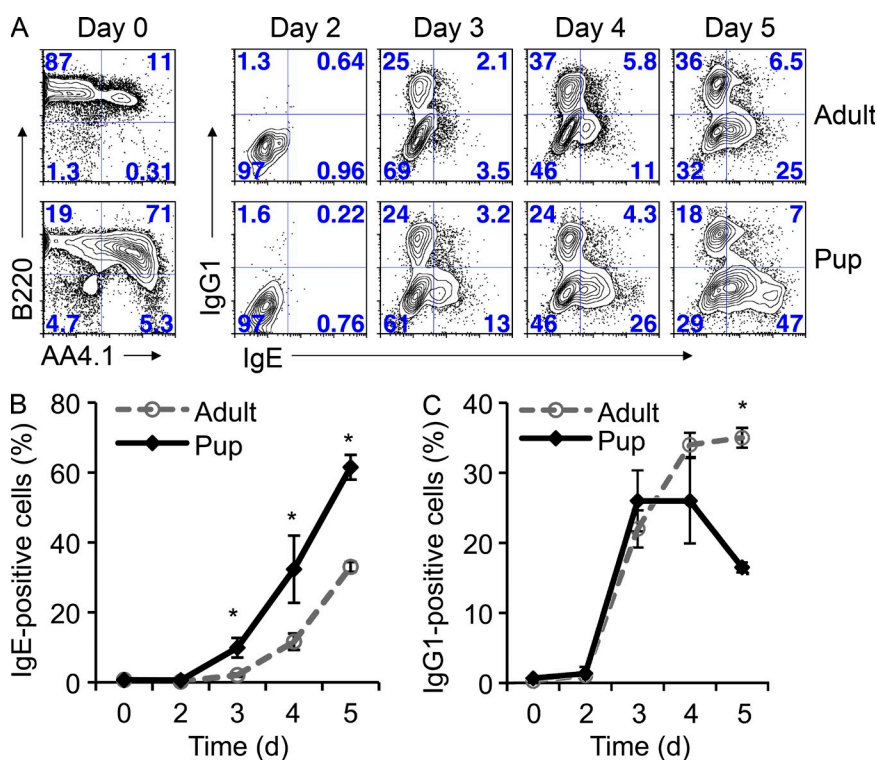 A Day 0 Day 2 Day 3 Day 4 Day 5
87 11 1.3 0.64 25 2.1 37 5.8 36 6.5
Adult
1.3 0.31 97 0.96 69 3.5 46 11 32 25
19 71 1.6 0.22 24 3.2 24 4.3 18 7
Pup
4.7 5.3 97 0.76 61 13 46 26 29 47
B220
IgG1
AA4.1 IgE
B
80
60
40
20
0
IgE-positive cells (%)
Adult
Pup
* * *
0 2 3 4 5
Time (d)
C
40
30
20
10
0
IgG1-positive cells (%)
Adult
Pup
*
0 2 3 4 5
Time (d)